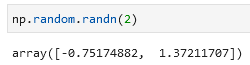 np.random.randn(2)
array([-0.75174882,  1.37211707])